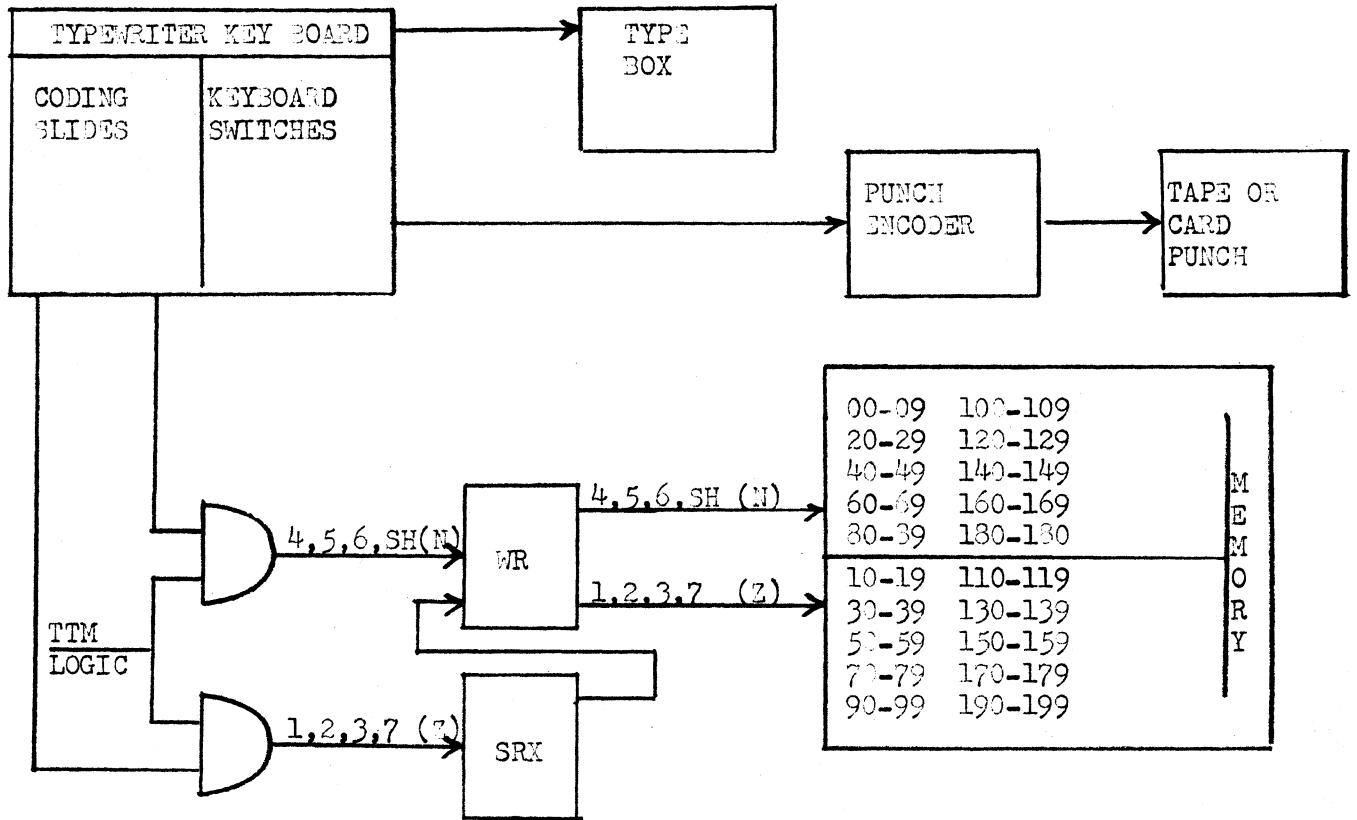 TYPEWRITER KEY BOARD
CODING
SLIDES
KEYBOARD
SWITCHES
TYPE
BOX
PUNCH
ENCODER
TAPE OR
CARD
PUNCH
00-09 100-109
20-29 120-129
40-49 140-149
60-69 160-169
80-89 180-180
10-19 110-119
30-39 130-139
50-59 150-159
70-79 170-179
90-99 190-199
MEMORY
4,5,6,SH(N)
WR
4,5,6,SH (N)
1,2,3,7 (Z)
TTM
LOGIC
1,2,3,7 (Z)
SRX